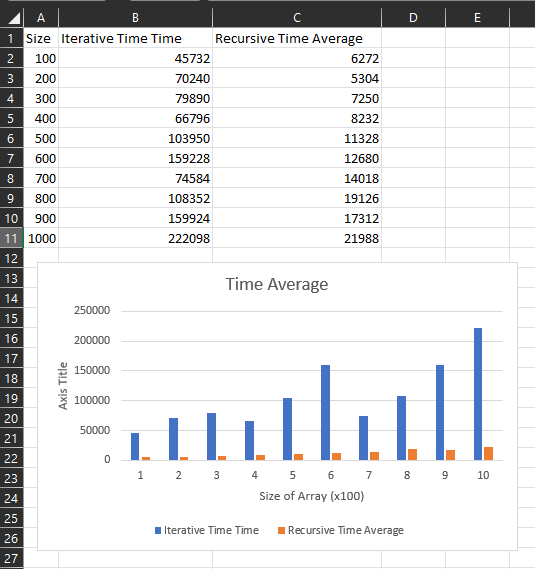 A B C D E
1 Size Iterative Time Time Recursive Time Average
2 100 45732 6272
3 200 70240 5304
4 300 79890 7250
5 400 66796 8232
6 500 103950 11328
7 600 159228 12680
8 700 74584 14018
9 800 108352 19126
10 900 159924 17312
11 1000 222098 21988
12
13
14
15
16
17
18
19
20
21
22
23
24
25
26
27
Time Average
250000
200000
150000
100000
50000
0
Axis Title
1 2 3 4 5 6 7 8 9 10
Size of Array (x100)
Iterative Time Time Recursive Time Average